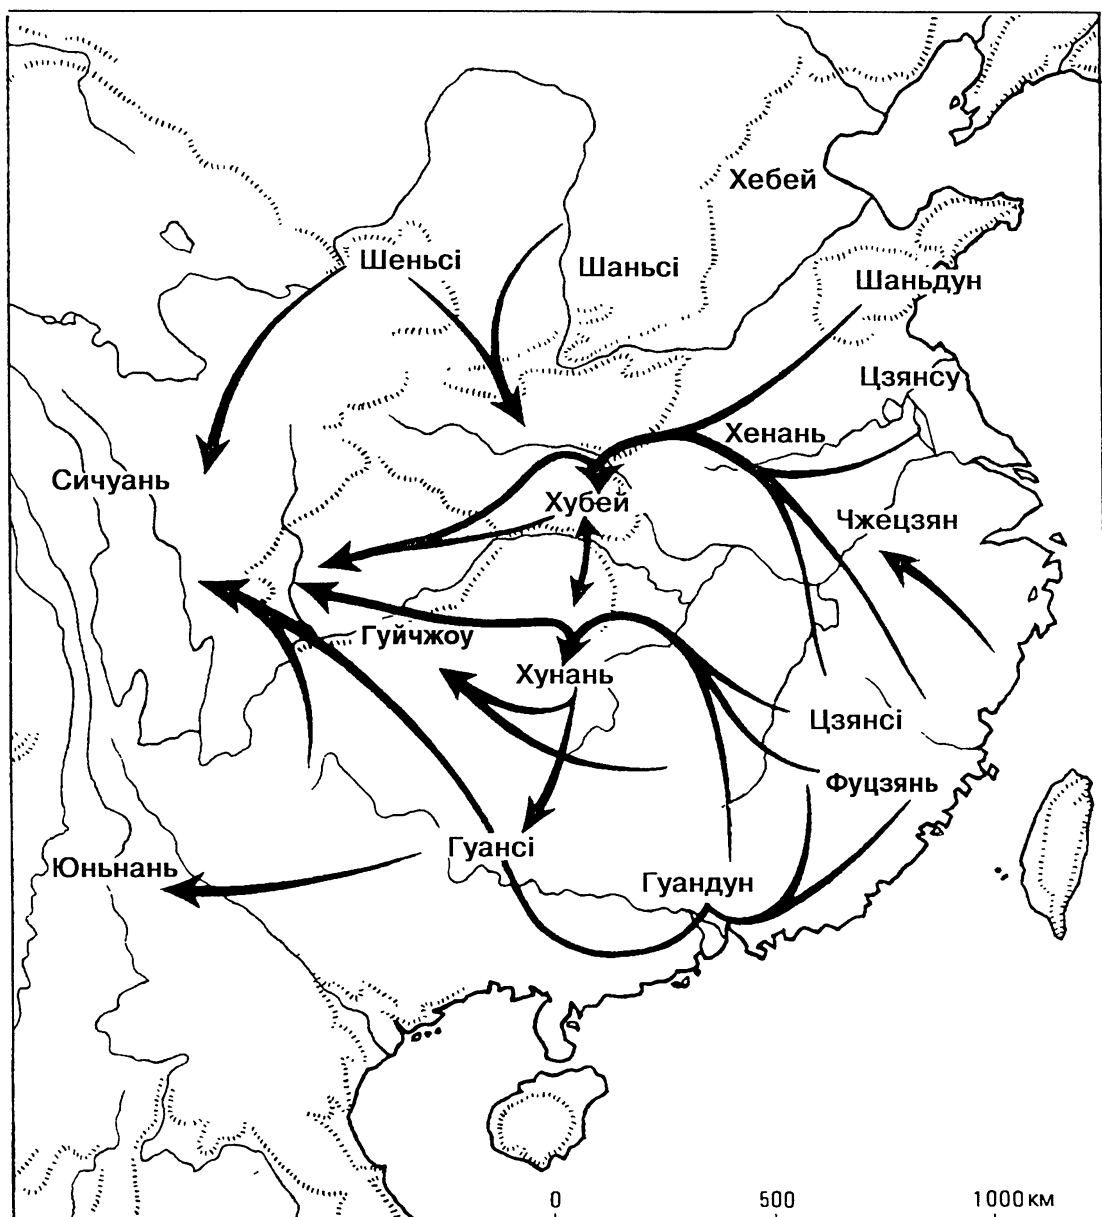 Хебей
Шеньсі
Шаньсі
Шаньдун
Цзянсу
Хенань
Сичуань
Хубей
Чжецзян
Гуйчжоу
Хунань
Цзянсі
Фуцзянь
Гуансі
Юньнань
Гуандун
0 500 1000 км